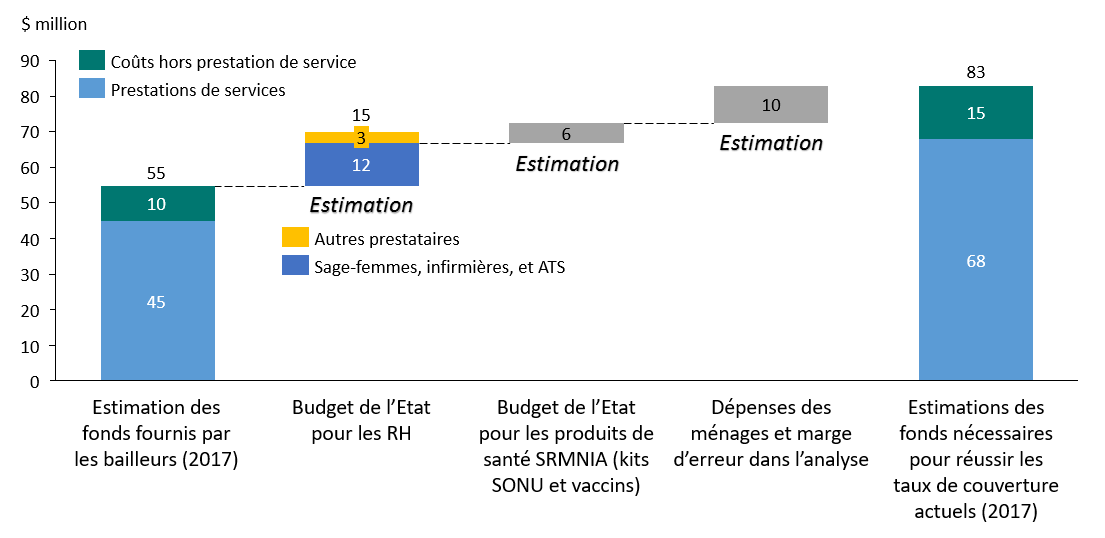 $ million
90
80
70
60
50
40
30
20
10
0
Coûts hors prestation de service
Prestations de services
55
10
45
15
3
12
Estimation
Autres prestataires
Sage-femmes, infirmières, et ATS
6
Estimation
10
Estimation
83
15
68
Estimation des
fonds fournis par
les bailleurs (2017)
Budget de l’Etat
pour les RH
Budget de l’Etat
pour les produits de
santé SRMNIA (kits
SONU et vaccins)
Dépenses des
ménages et marge
d’erreur dans l’analyse
Estimations des
fonds nécessaires
pour réussir les
taux de couverture
actuels (2017)